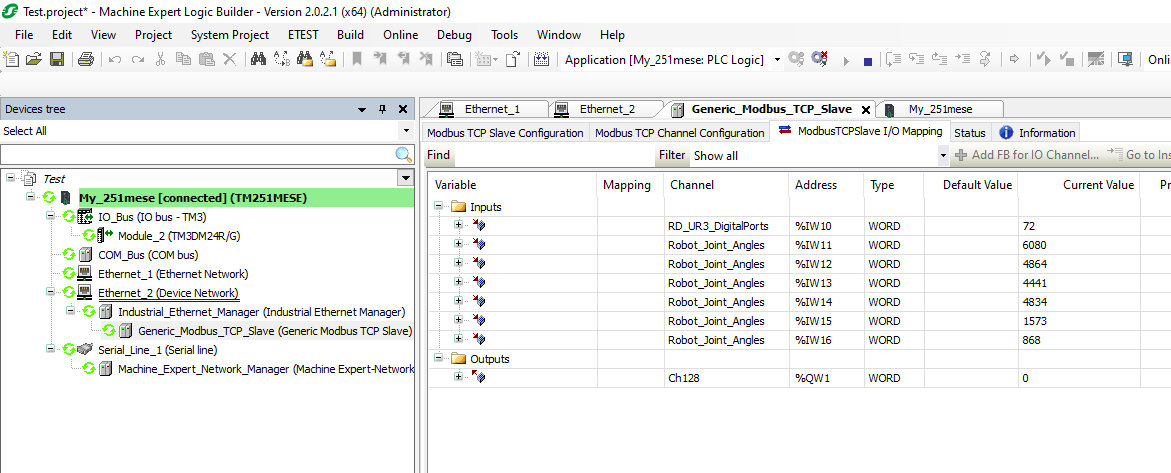 Test.project* - Machine Expert Logic Builder - Version 2.0.2.1 (x64) (Administrator)
File Edit View Project System Project ETEST Build Online Debug Tools Window Help
Application [My_251mese: PLC Logic] Onli
Devices tree
Select All
Test
My_251mese [connected] (TM251MESE)
IO_Bus (IO bus - TM3)
Module_2 (TM3DM24R/G)
COM_Bus (COM bus)
Ethernet_1 (Ethernet Network)
Ethernet_2 (Device Network)
Industrial_Ethernet_Manager (Industrial Ethernet Manager)
Generic_Modbus_TCP_Slave (Generic Modbus TCP Slave)
Serial_Line_1 (Serial line)
Machine_Expert_Network_Manager (Machine Expert-Network
Ethernet_1 Ethernet_2 Generic_Modbus_TCP_Slave My_251mese
Modbus TCP Slave Configuration Modbus TCP Channel Configuration ModbusTCPSlave I/O Mapping Status Information
Find Filter Show all Add FB for IO Channel... Go to Ins
Variable Mapping Channel Address Type Default Value Current Value Pr
Inputs
RD_UR3_DigitalPorts %IW10 WORD 72
Robot_Joint_Angles %IW11 WORD 6080
Robot_Joint_Angles %IW12 WORD 4864
Robot_Joint_Angles %IW13 WORD 4441
Robot_Joint_Angles %IW14 WORD 4834
Robot_Joint_Angles %IW15 WORD 1573
Robot_Joint_Angles %IW16 WORD 868
Outputs
Ch128 %QW1 WORD 0